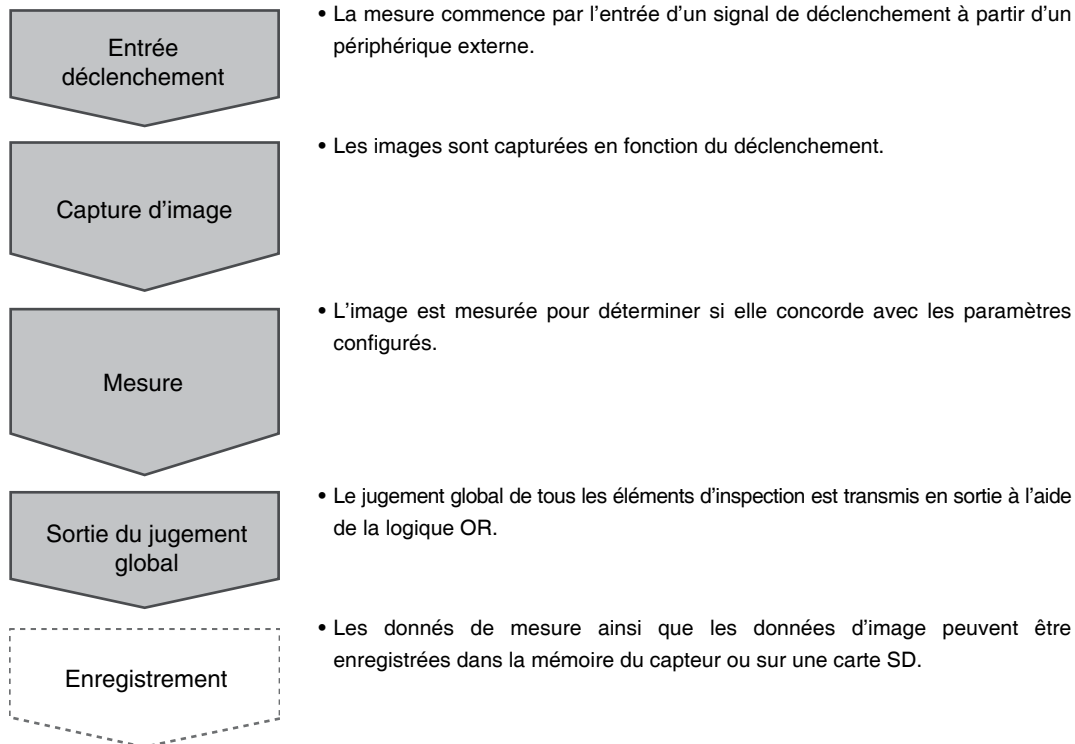 Entrée
déclenchement
• La mesure commence par l’entrée d’un signal de déclenchement à partir d’un
périphérique externe.
Capture d’image
• Les images sont capturées en fonction du déclenchement.
Mesure
• L’image est mesurée pour déterminer si elle concorde avec les paramètres
configurés.
Sortie du jugement
global
• Le jugement global de tous les éléments d’inspection est transmis en sortie à l’aide
de la logique OR.
Enregistrement
• Les donnés de mesure ainsi que les données d’image peuvent être
enregistrées dans la mémoire du capteur ou sur une carte SD.